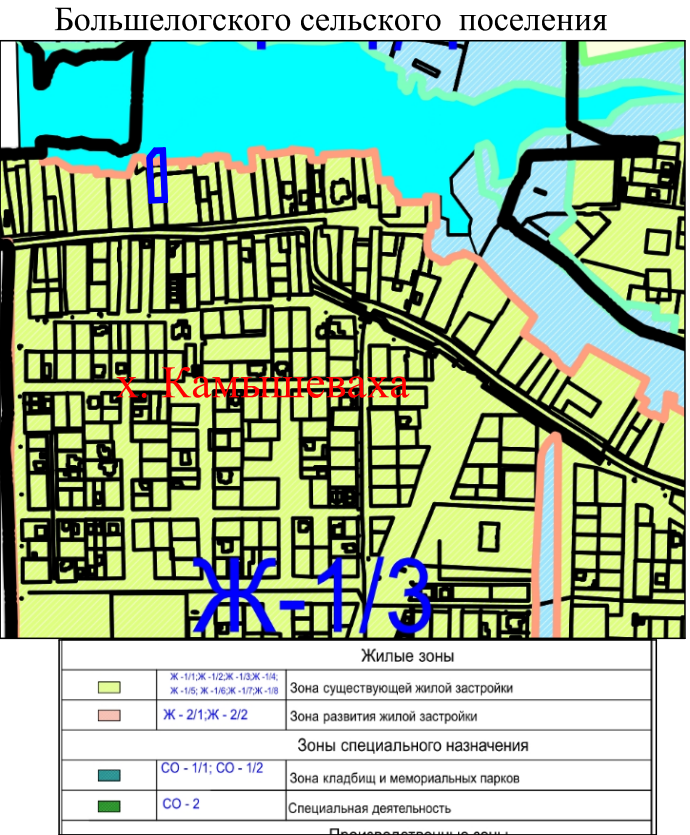 Большелогского сельского поселения
х. Камышеваха
Ж-1/3
Жилые зоны
Ж -1/1;Ж -1/2;Ж -1/3;Ж -1/4;
Ж -1/5; Ж -1/6;Ж -1/7;Ж -1/8
Зона существующей жилой застройки
Ж - 2/1;Ж - 2/2
Зона развития жилой застройки
Зоны специального назначения
СО - 1/1; СО - 1/2
Зона кладбищ и мемориальных парков
СО - 2
Специальная деятельность
Производственные зоны